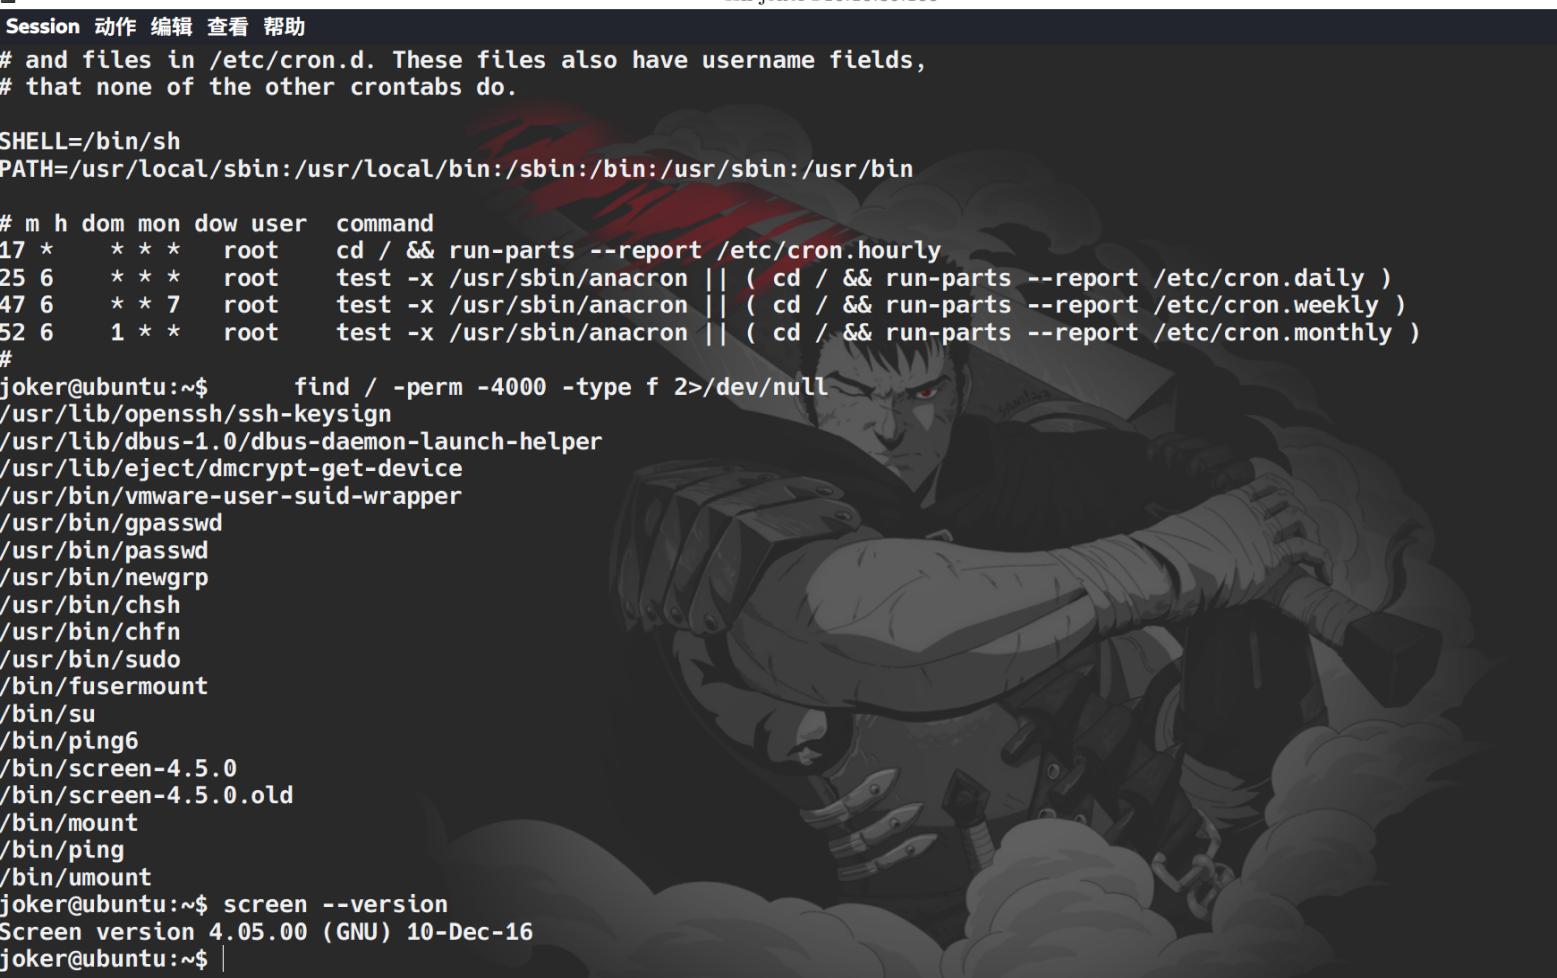 Session 动作 编辑 查看 帮助
# and files in /etc/cron.d. These files also have username fields,
# that none of the other crontabs do.
SHELL=/bin/sh
PATH=/usr/local/sbin:/usr/local/bin:/sbin:/bin:/usr/sbin:/usr/bin
# m h dom mon dow user  command
17 *    * * *   root    cd / && run-parts --report /etc/cron.hourly
25 6    * * *   root    test -x /usr/sbin/anacron || ( cd / && run-parts --report /etc/cron.daily )
47 6    * * 7   root    test -x /usr/sbin/anacron || ( cd / && run-parts --report /etc/cron.weekly )
52 6    1 * *   root    test -x /usr/sbin/anacron || ( cd / && run-parts --report /etc/cron.monthly )
#
joker@ubuntu:~$      find / -perm -4000 -type f 2>/dev/null
/usr/lib/openssh/ssh-keysign
/usr/lib/dbus-1.0/dbus-daemon-launch-helper
/usr/lib/eject/dmcrypt-get-device
/usr/bin/vmware-user-suid-wrapper
/usr/bin/gpasswd
/usr/bin/passwd
/usr/bin/newgrp
/usr/bin/chsh
/usr/bin/chfn
/usr/bin/sudo
/bin/fusermount
/bin/su
/bin/ping6
/bin/screen-4.5.0
/bin/screen-4.5.0.old
/bin/mount
/bin/ping
/bin/umount
joker@ubuntu:~$ screen --version
Screen version 4.05.00 (GNU) 10-Dec-16
joker@ubuntu:~$